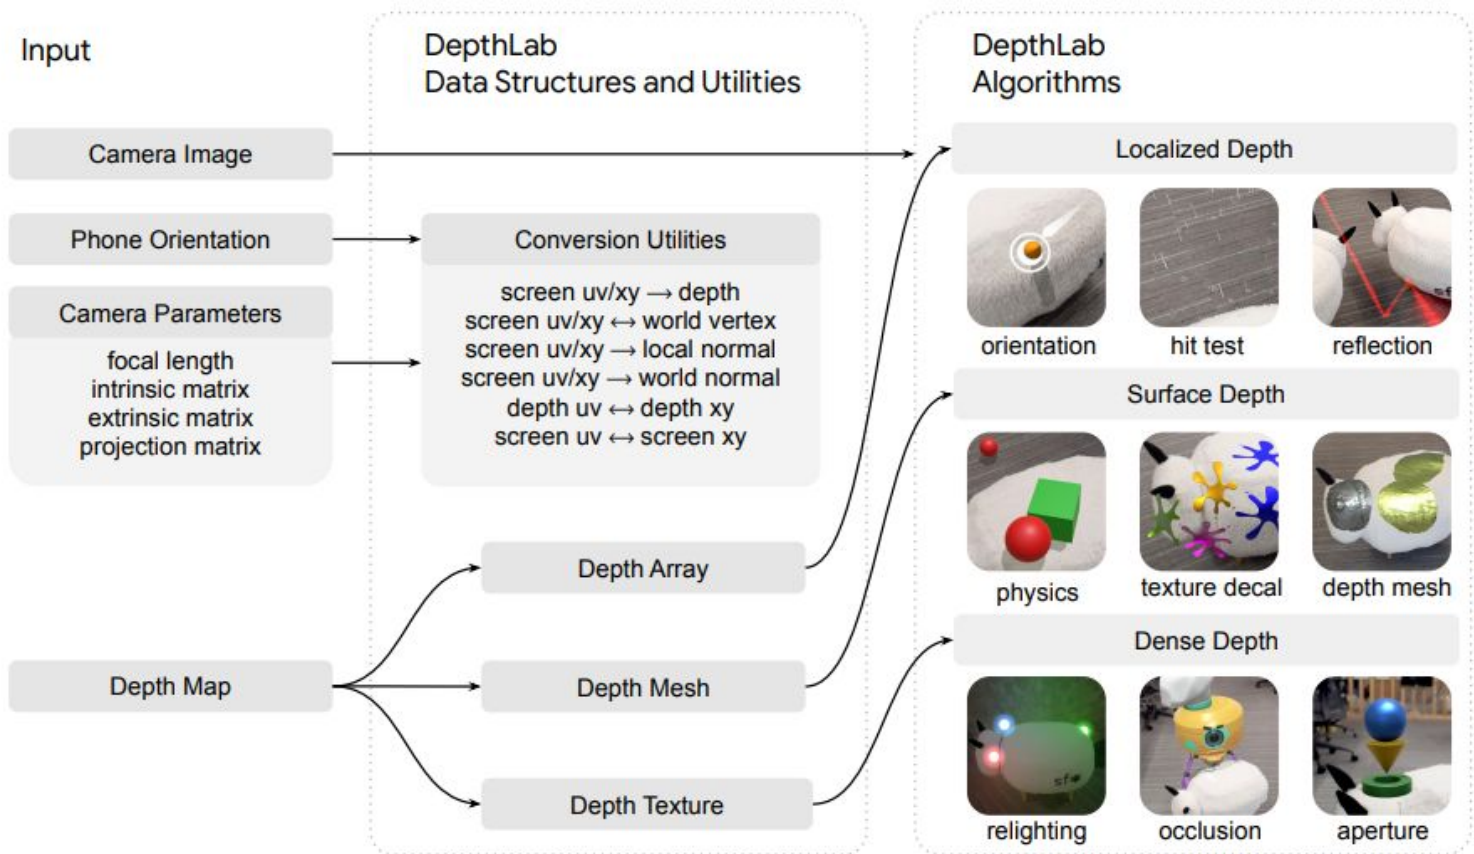 Input
DepthLab
Data Structures and Utilities
DepthLab
Algorithms
Camera Image
Phone Orientation
Camera Parameters
focal length
intrinsic matrix
extrinsic matrix
projection matrix
Depth Map
Conversion Utilities
screen uv/xy → depth
screen uv/xy ↔ world vertex
screen uv/xy → local normal
screen uv/xy → world normal
depth uv ↔ depth xy
screen uv ↔ screen xy
Depth Array
Depth Mesh
Depth Texture
Localized Depth
orientation
hit test
reflection
Surface Depth
physics
texture decal
depth mesh
Dense Depth
relighting
occlusion
aperture